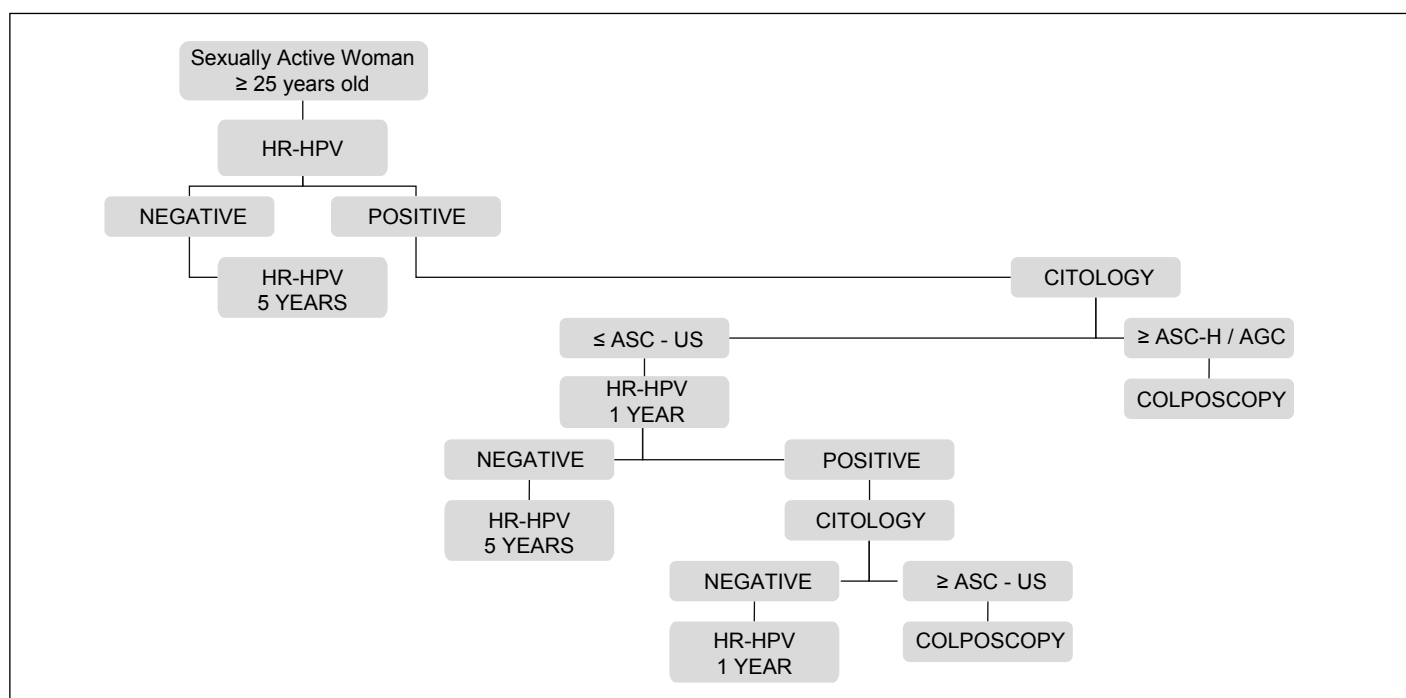 Sexually Active Woman
≥ 25 years old
HR-HPV
NEGATIVE
POSITIVE
HR-HPV
5 YEARS
CITOLOGY
≤ ASC - US
≥ ASC-H / AGC
HR-HPV
1 YEAR
COLPOSCOPY
NEGATIVE
POSITIVE
HR-HPV
5 YEARS
CITOLOGY
NEGATIVE
≥ ASC - US
HR-HPV
1 YEAR
COLPOSCOPY